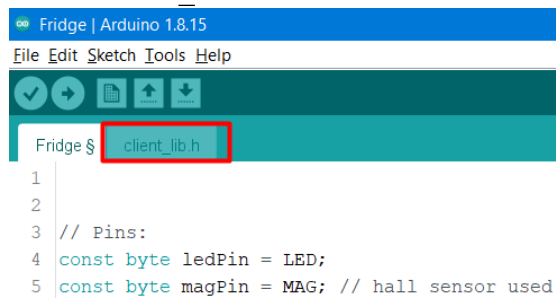 Fridge | Arduino 1.8.15
File Edit Sketch Tools Help
Fridge § client_lib.h
1
2
3 // Pins:
4 const byte ledPin = LED;
5 const byte magPin = MAG; // hall sensor used